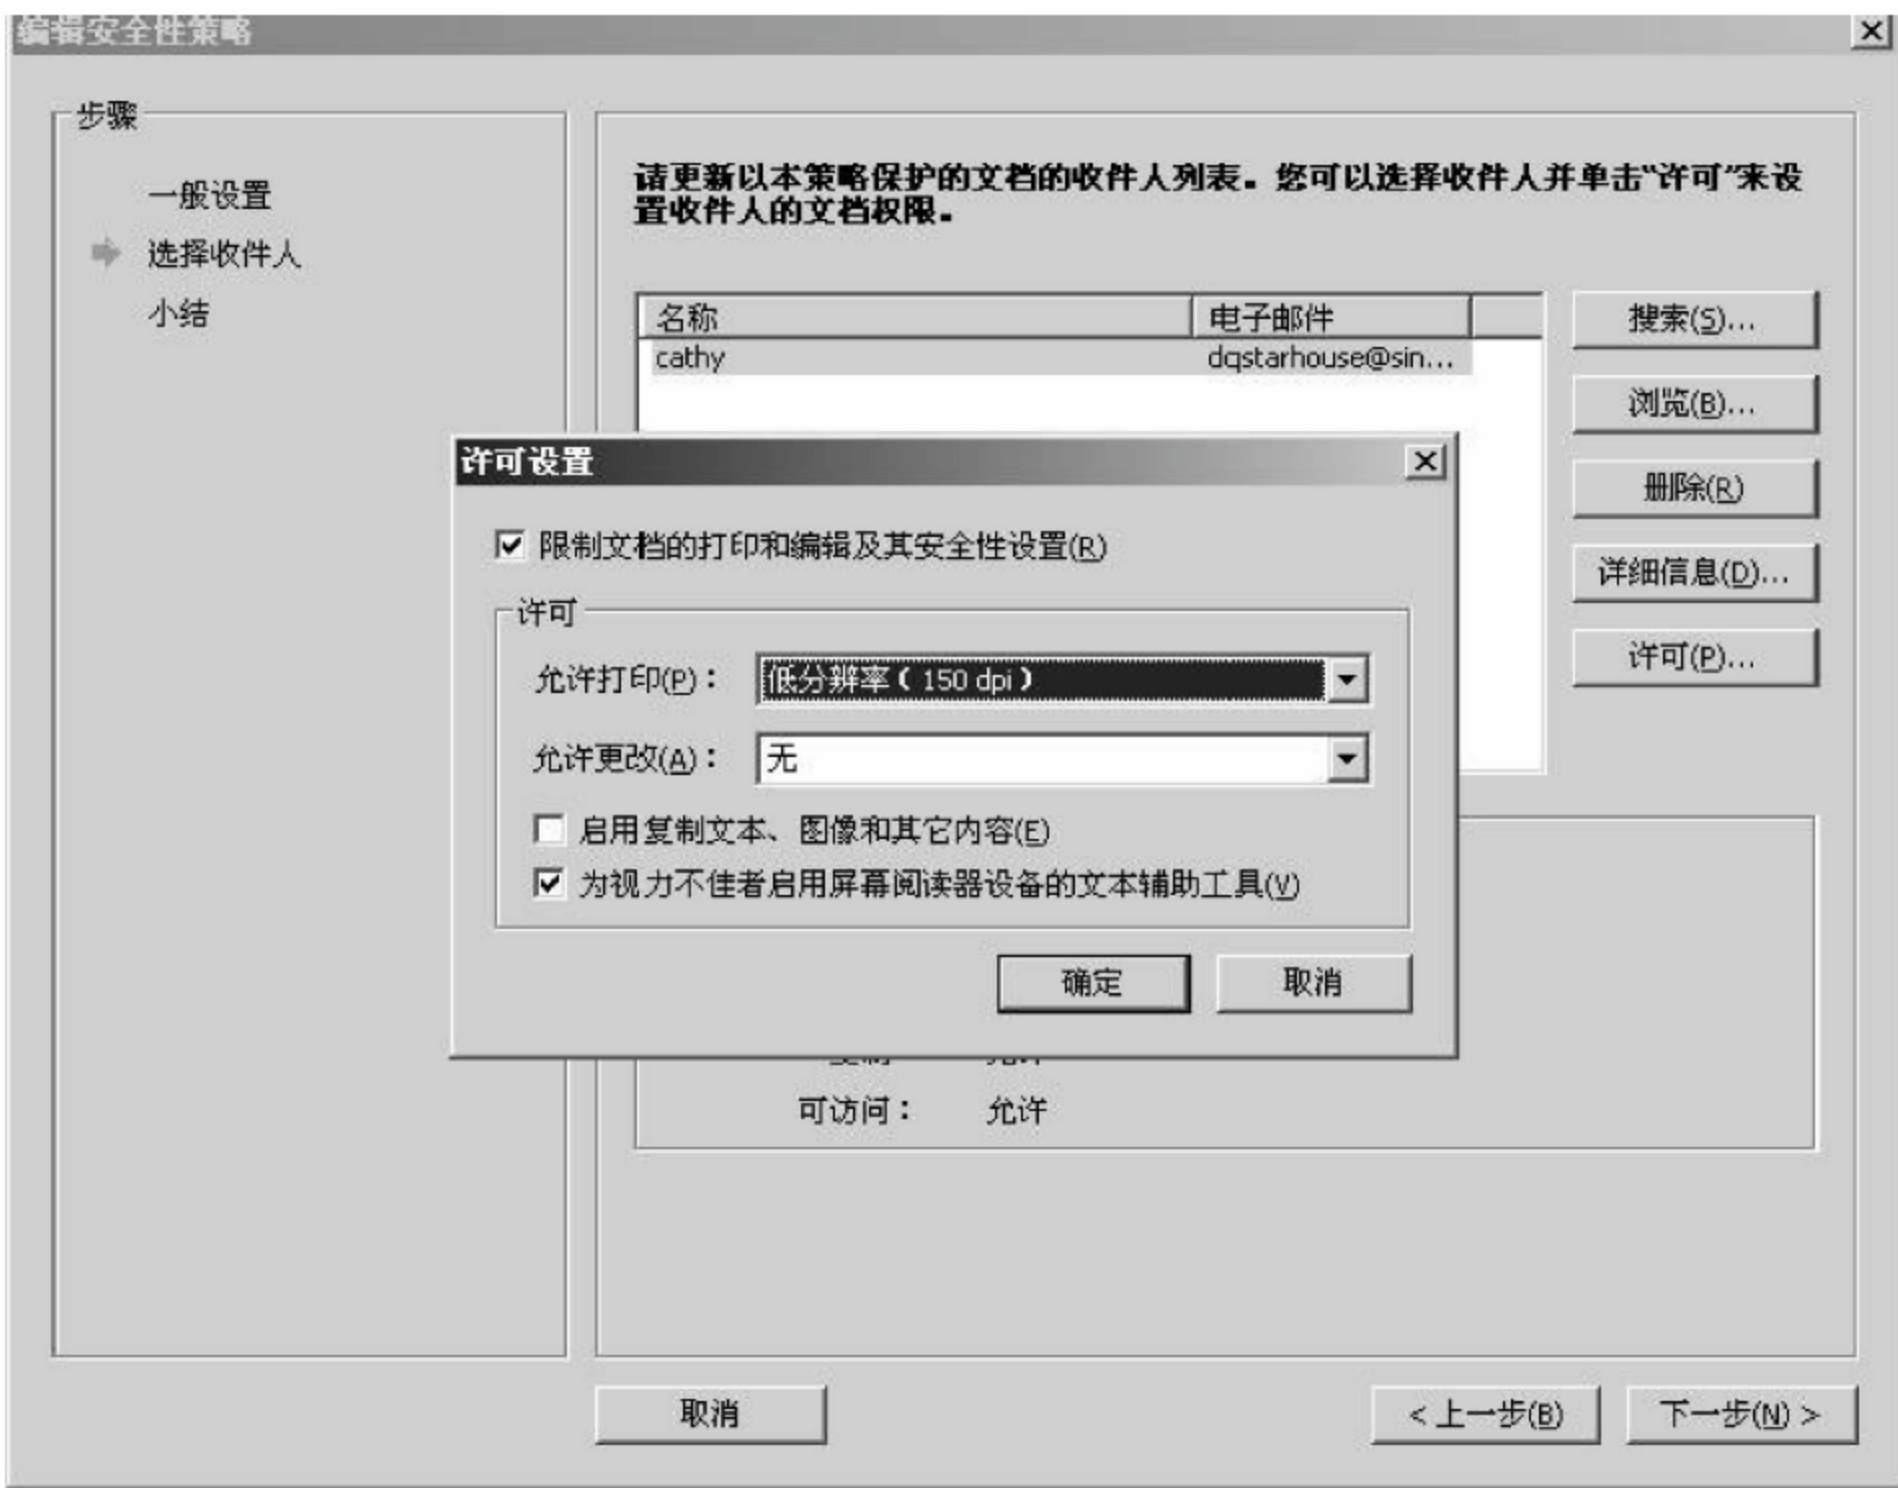 编辑安全性策略
步骤
一般设置
选择收件人
小结
请更新以本策略保护的文档的收件人列表。您可以选择收件人并单击“许可”来设
置收件人的文档权限。
名称 电子邮件
cathy dqstarhouse@sin...
搜索(S)...
浏览(B)...
删除(R)
详细信息(D)...
许可(P)...
许可设置
限制文档的打印和编辑及其安全性设置(R)
许可
允许打印(P)： 低分辨率（150 dpi）
允许更改(A)： 无
启用复制文本、图像和其它内容(E)
为视力不佳者启用屏幕阅读器设备的文本辅助工具(V)
确定 取消
可访问： 允许
取消 < 上一步(B) 下一步(N) >